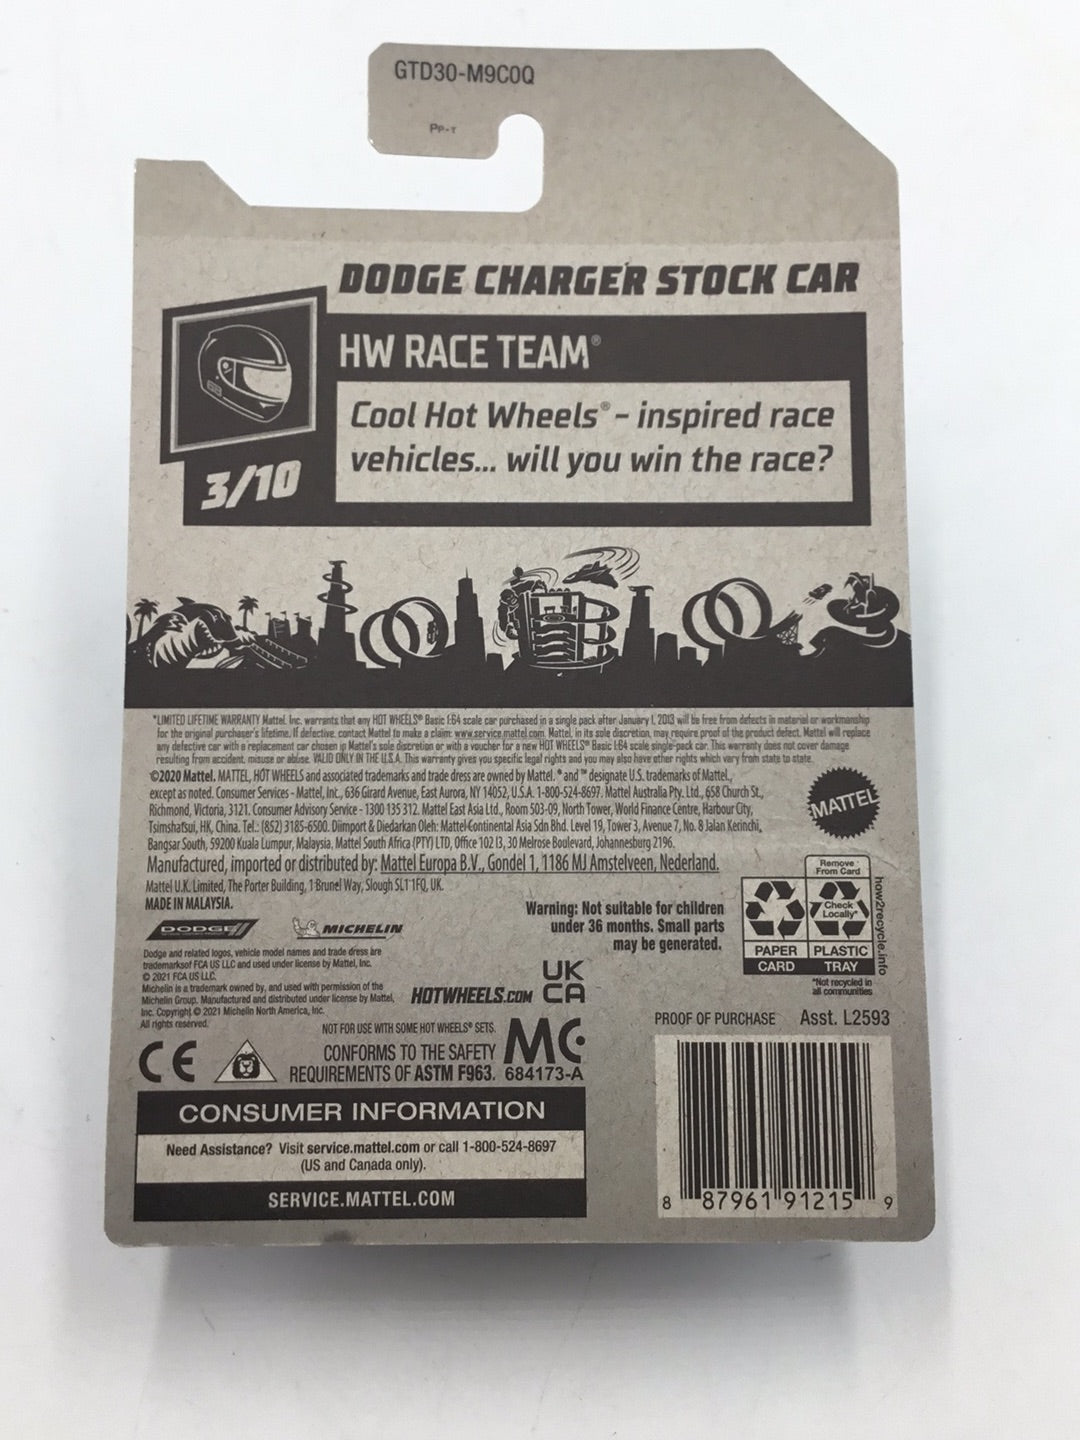 GTD30-M9C0Q
PP-T
DODGE CHARGER STOCK CAR
HW RACE TEAM®
Cool Hot Wheels® – inspired race
vehicles... will you win the race?
3/10
*LIMITED LIFETIME WARRANTY Mattel, Inc. warrants that any HOT WHEELS® Basic 1:64 scale car purchased in a single pack after January 1, 2013 will be free from defects in material or workmanship
for the original purchaser's lifetime. If defective, contact Mattel to make a claim: www.service.mattel.com. Mattel, in its sole discretion, may require proof of the product defect. Mattel will replace
any defective car with a replacement car chosen in Mattel's sole discretion or with a voucher for a new HOT WHEELS® Basic 1:64 scale single-pack car. This warranty does not cover damage
resulting from accident, misuse or abuse. VALID ONLY IN THE U.S.A. This warranty gives you specific legal rights and you may also have other rights which vary from state to state.
©2020 Mattel. MATTEL, HOT WHEELS and associated trademarks and trade dress are owned by Mattel. ® and ™ designate U.S. trademarks of Mattel,
except as noted. Consumer Services - Mattel, Inc., 636 Girard Avenue, East Aurora, NY 14052, U.S.A. 1-800-524-8697. Mattel Australia Pty. Ltd., 658 Church St.,
Richmond, Victoria, 3121. Consumer Advisory Service - 1300 135 312. Mattel East Asia Ltd., Room 503-09, North Tower, World Finance Centre, Harbour City,
Tsimshatsui, HK, China. Tel.: (852) 3185-6500. Diimport & Diedarkan Oleh: Mattel Continental Asia Sdn Bhd. Level 19, Tower 3, Avenue 7, No. 8 Jalan Kerinchi,
Bangsar South, 59200 Kuala Lumpur, Malaysia. Mattel South Africa (PTY) LTD, Office 102 I3, 30 Melrose Boulevard, Johannesburg 2196.
MATTEL
Manufactured, imported or distributed by: Mattel Europa B.V., Gondel 1, 1186 MJ Amstelveen, Nederland.
Mattel U.K. Limited, The Porter Building, 1 Brunel Way, Slough SL1 1FQ, UK.
MADE IN MALAYSIA.
DODGE
MICHELIN
Dodge and related logos, vehicle model names and trade dress are
trademarksof FCA US LLC and used under license by Mattel, Inc.
© 2021 FCA US LLC.
Michelin is a trademark owned by, and used with permission of the
Michelin Group. Manufactured and distributed under license by Mattel,
Inc. Copyright © 2021 Michelin North America, Inc.
All rights reserved.
Warning: Not suitable for children
under 36 months. Small parts
may be generated.
Remove
From Card
Check
Locally*
PAPER
PLASTIC
CARD
TRAY
*Not recycled in
all communities
how2recycle.info
HOTWHEELS.COM
UK
CA
NOT FOR USE WITH SOME HOT WHEELS® SETS.
CE
CONFORMS TO THE SAFETY
REQUIREMENTS OF ASTM F963.
MC
684173-A
PROOF OF PURCHASE Asst. L2593
CONSUMER INFORMATION
Need Assistance? Visit service.mattel.com or call 1-800-524-8697
(US and Canada only).
SERVICE.MATTEL.COM
8 87961 91215 9